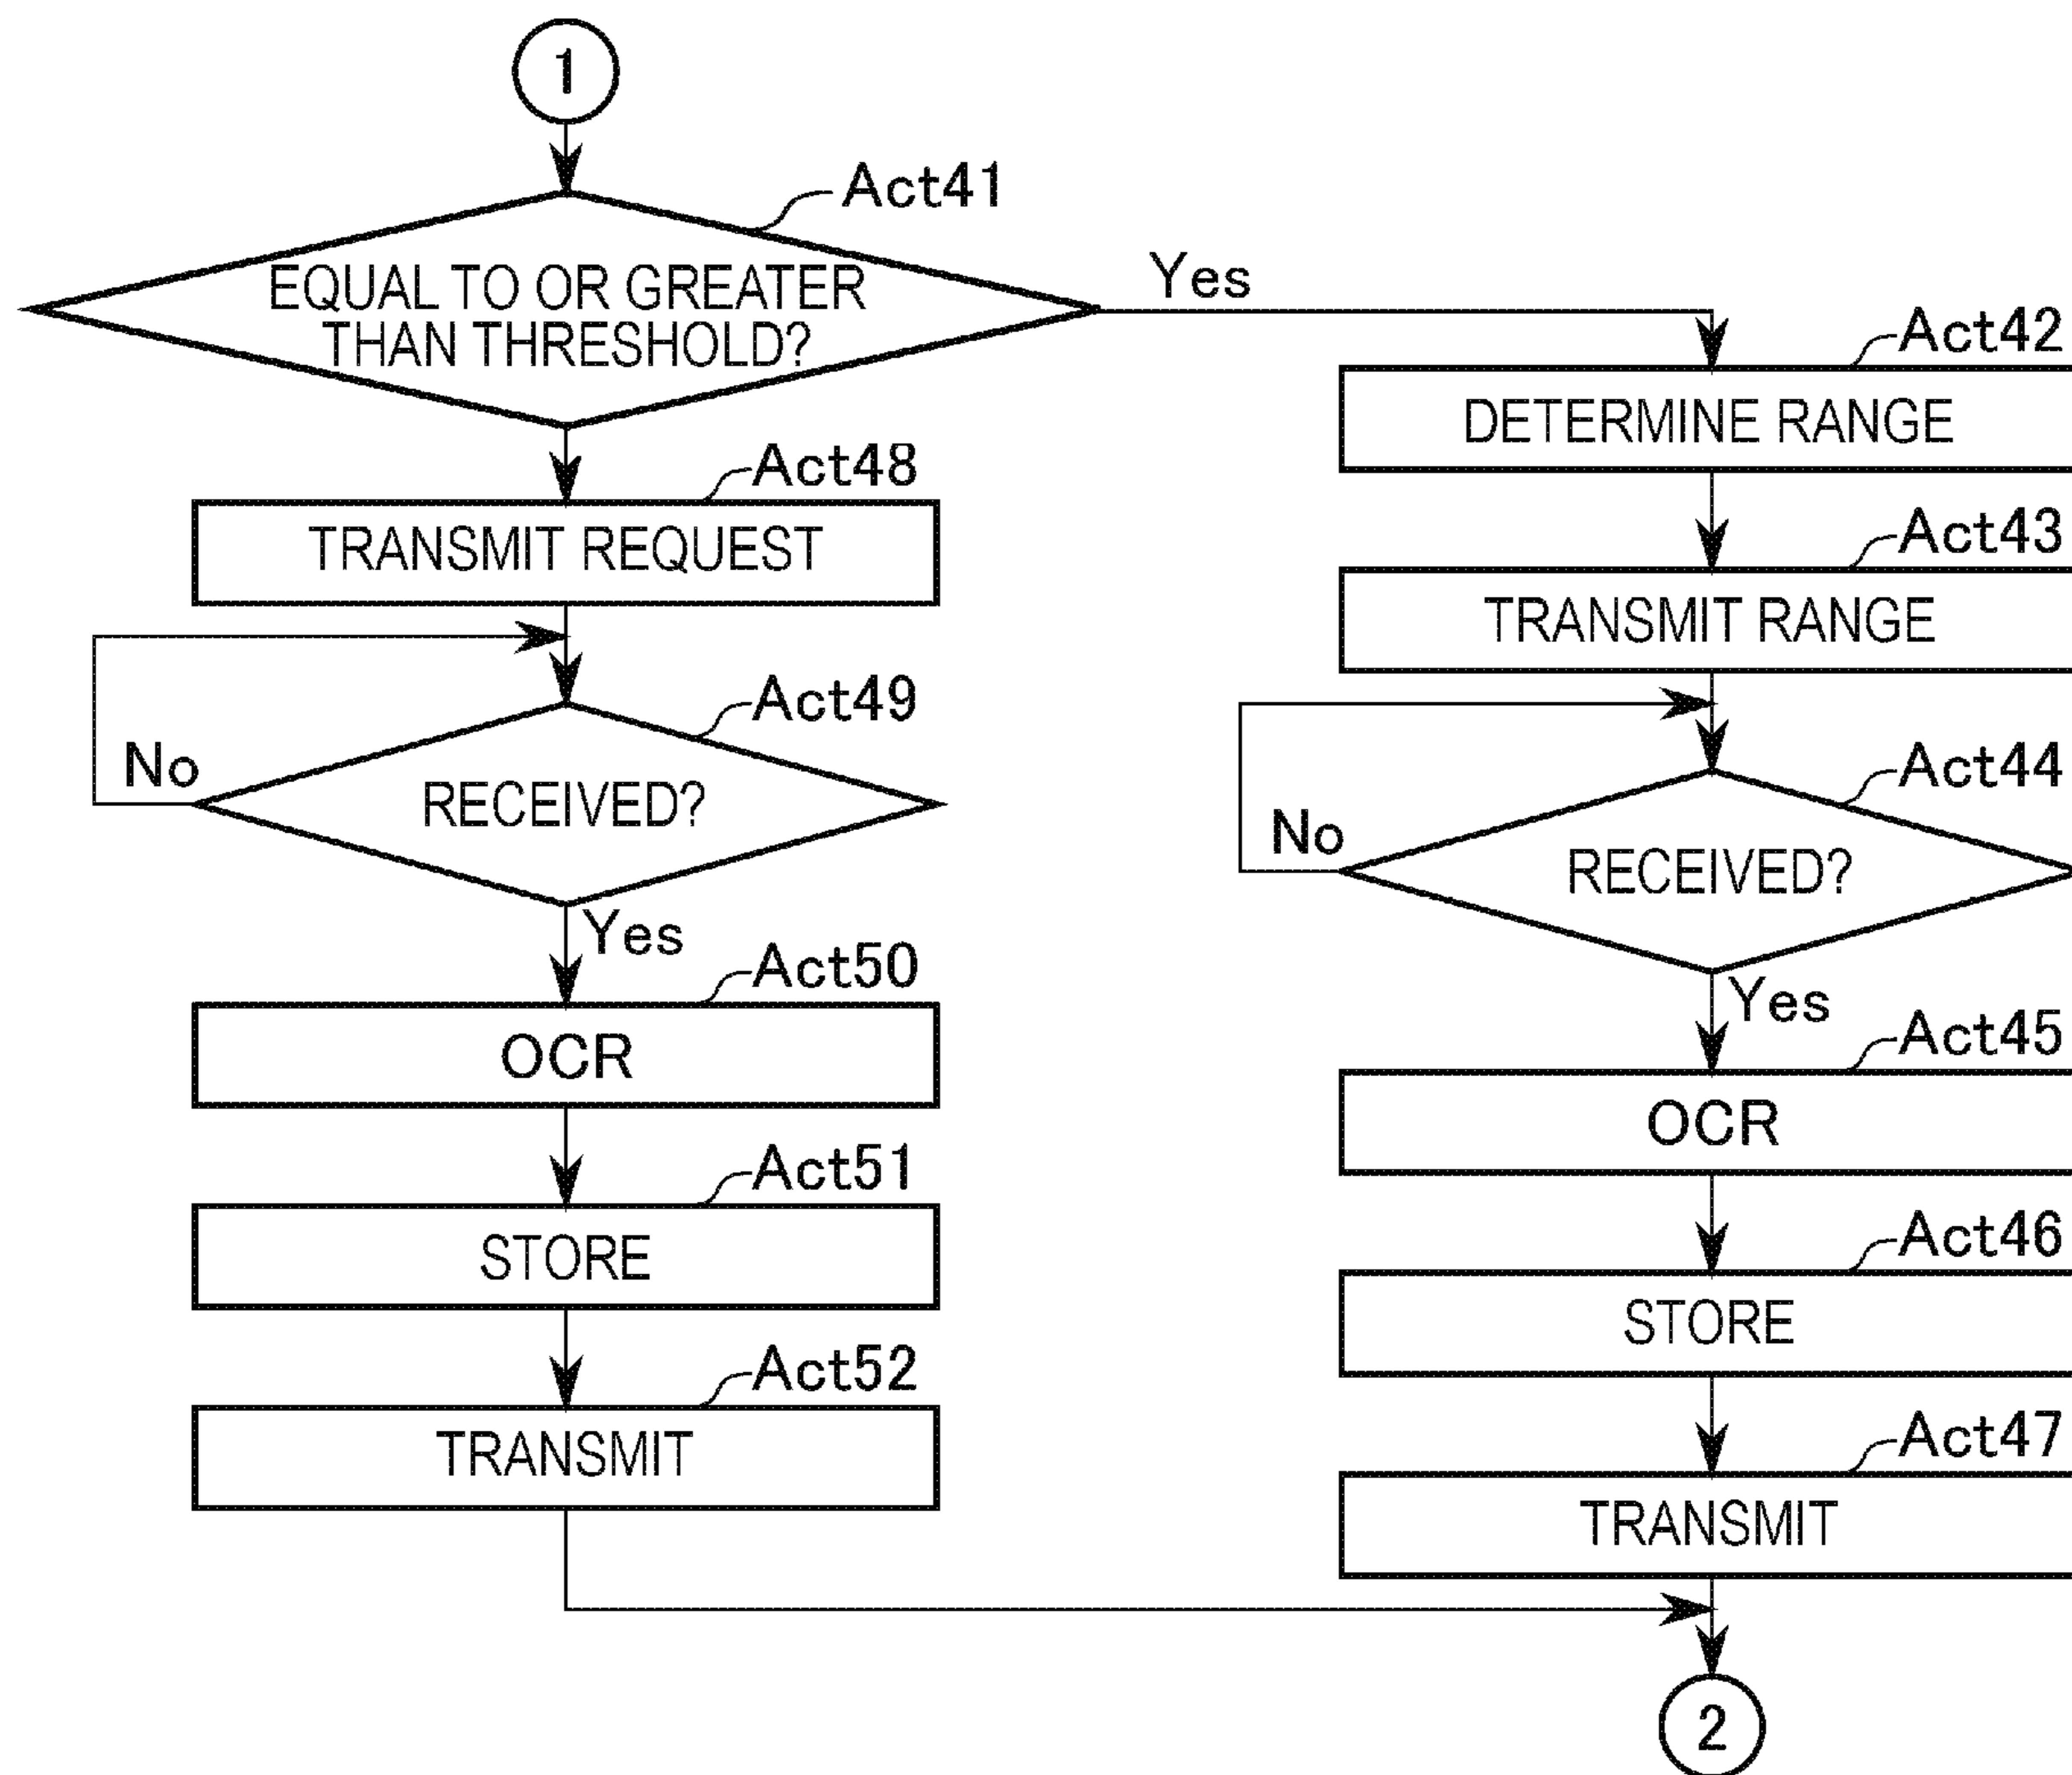 1
Act41
EQUAL TO OR GREATER
THAN THRESHOLD?
Yes
Act48
TRANSMIT REQUEST
Act49
No
RECEIVED?
Yes
Act50
OCR
Act51
STORE
Act52
TRANSMIT
Act42
DETERMINE RANGE
Act43
TRANSMIT RANGE
Act44
No
RECEIVED?
Yes
Act45
OCR
Act46
STORE
Act47
TRANSMIT
2